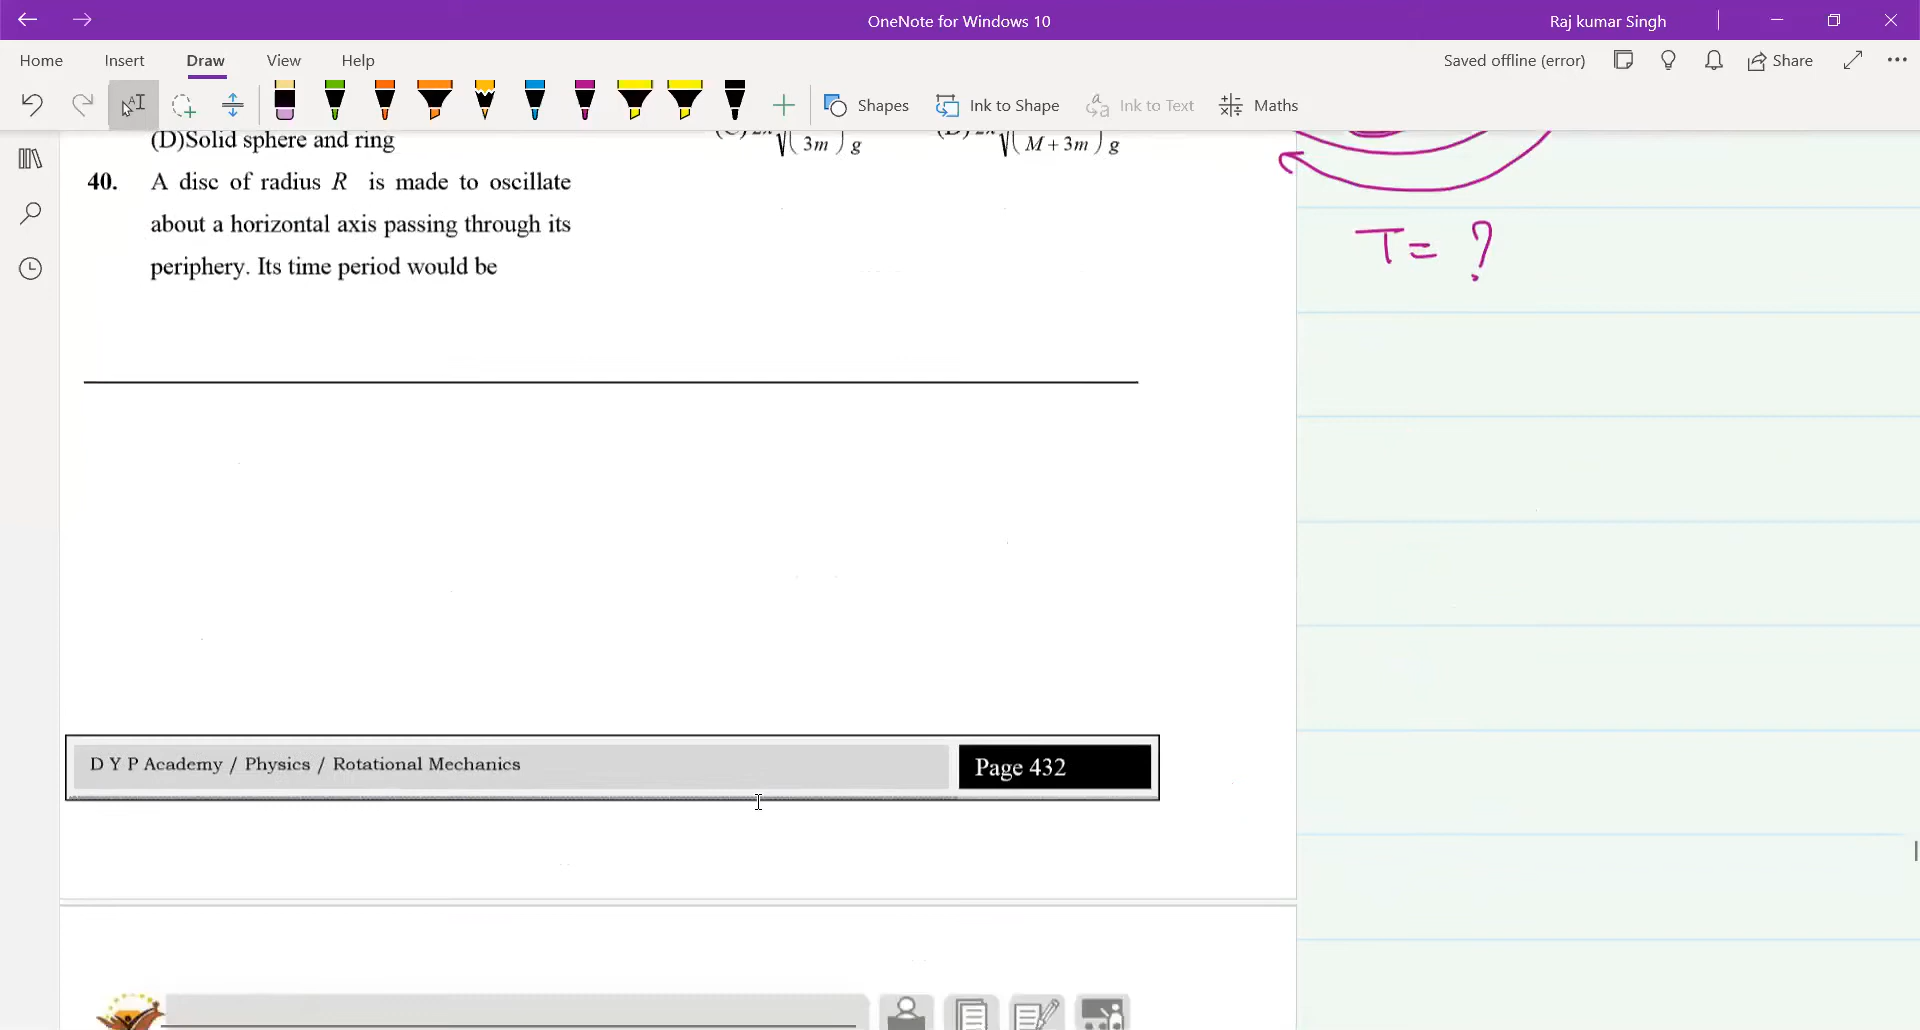 OneNote for Windows 10
Raj kumar Singh
Home Insert Draw View Help
Saved offline (error)
Share
Shapes
Ink to Shape
Ink to Text
Maths
(D)Solid sphere and ring
3m g
M + 3m g
40. A disc of radius R is made to oscillate
about a horizontal axis passing through its
periphery. Its time period would be
T = ?
D Y P Academy / Physics / Rotational Mechanics
Page 432